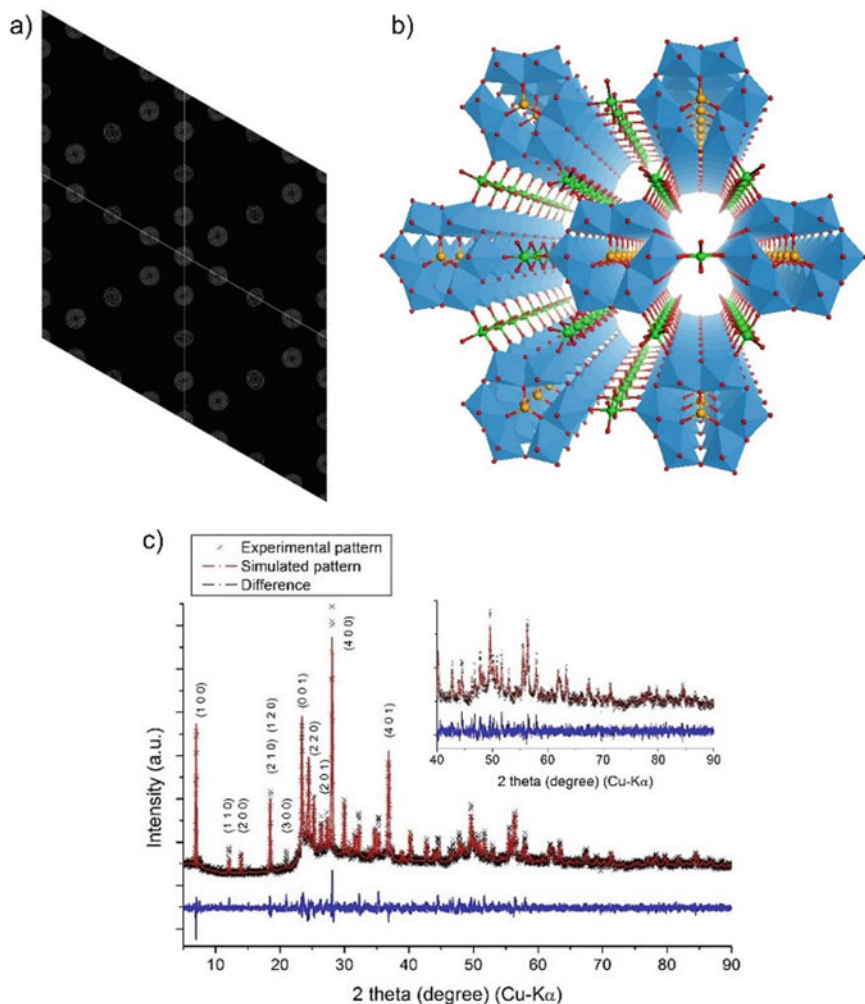 a)
b)
c)
Experimental pattern
Simulated pattern
Difference
Intensity (a.u.)
(1 0 0)
(1 1 0)
(2 0 0)
(2 1 0) (1 2 0)
(3 0 0)
(0 0 1)
(2 2 0)
(2 0 1)
(4 0 0)
(4 0 1)
40 50 60 70 80 90
2 theta (degree) (Cu-Kα)
10 20 30 40 50 60 70 80 90
2 theta (degree) (Cu-Kα)